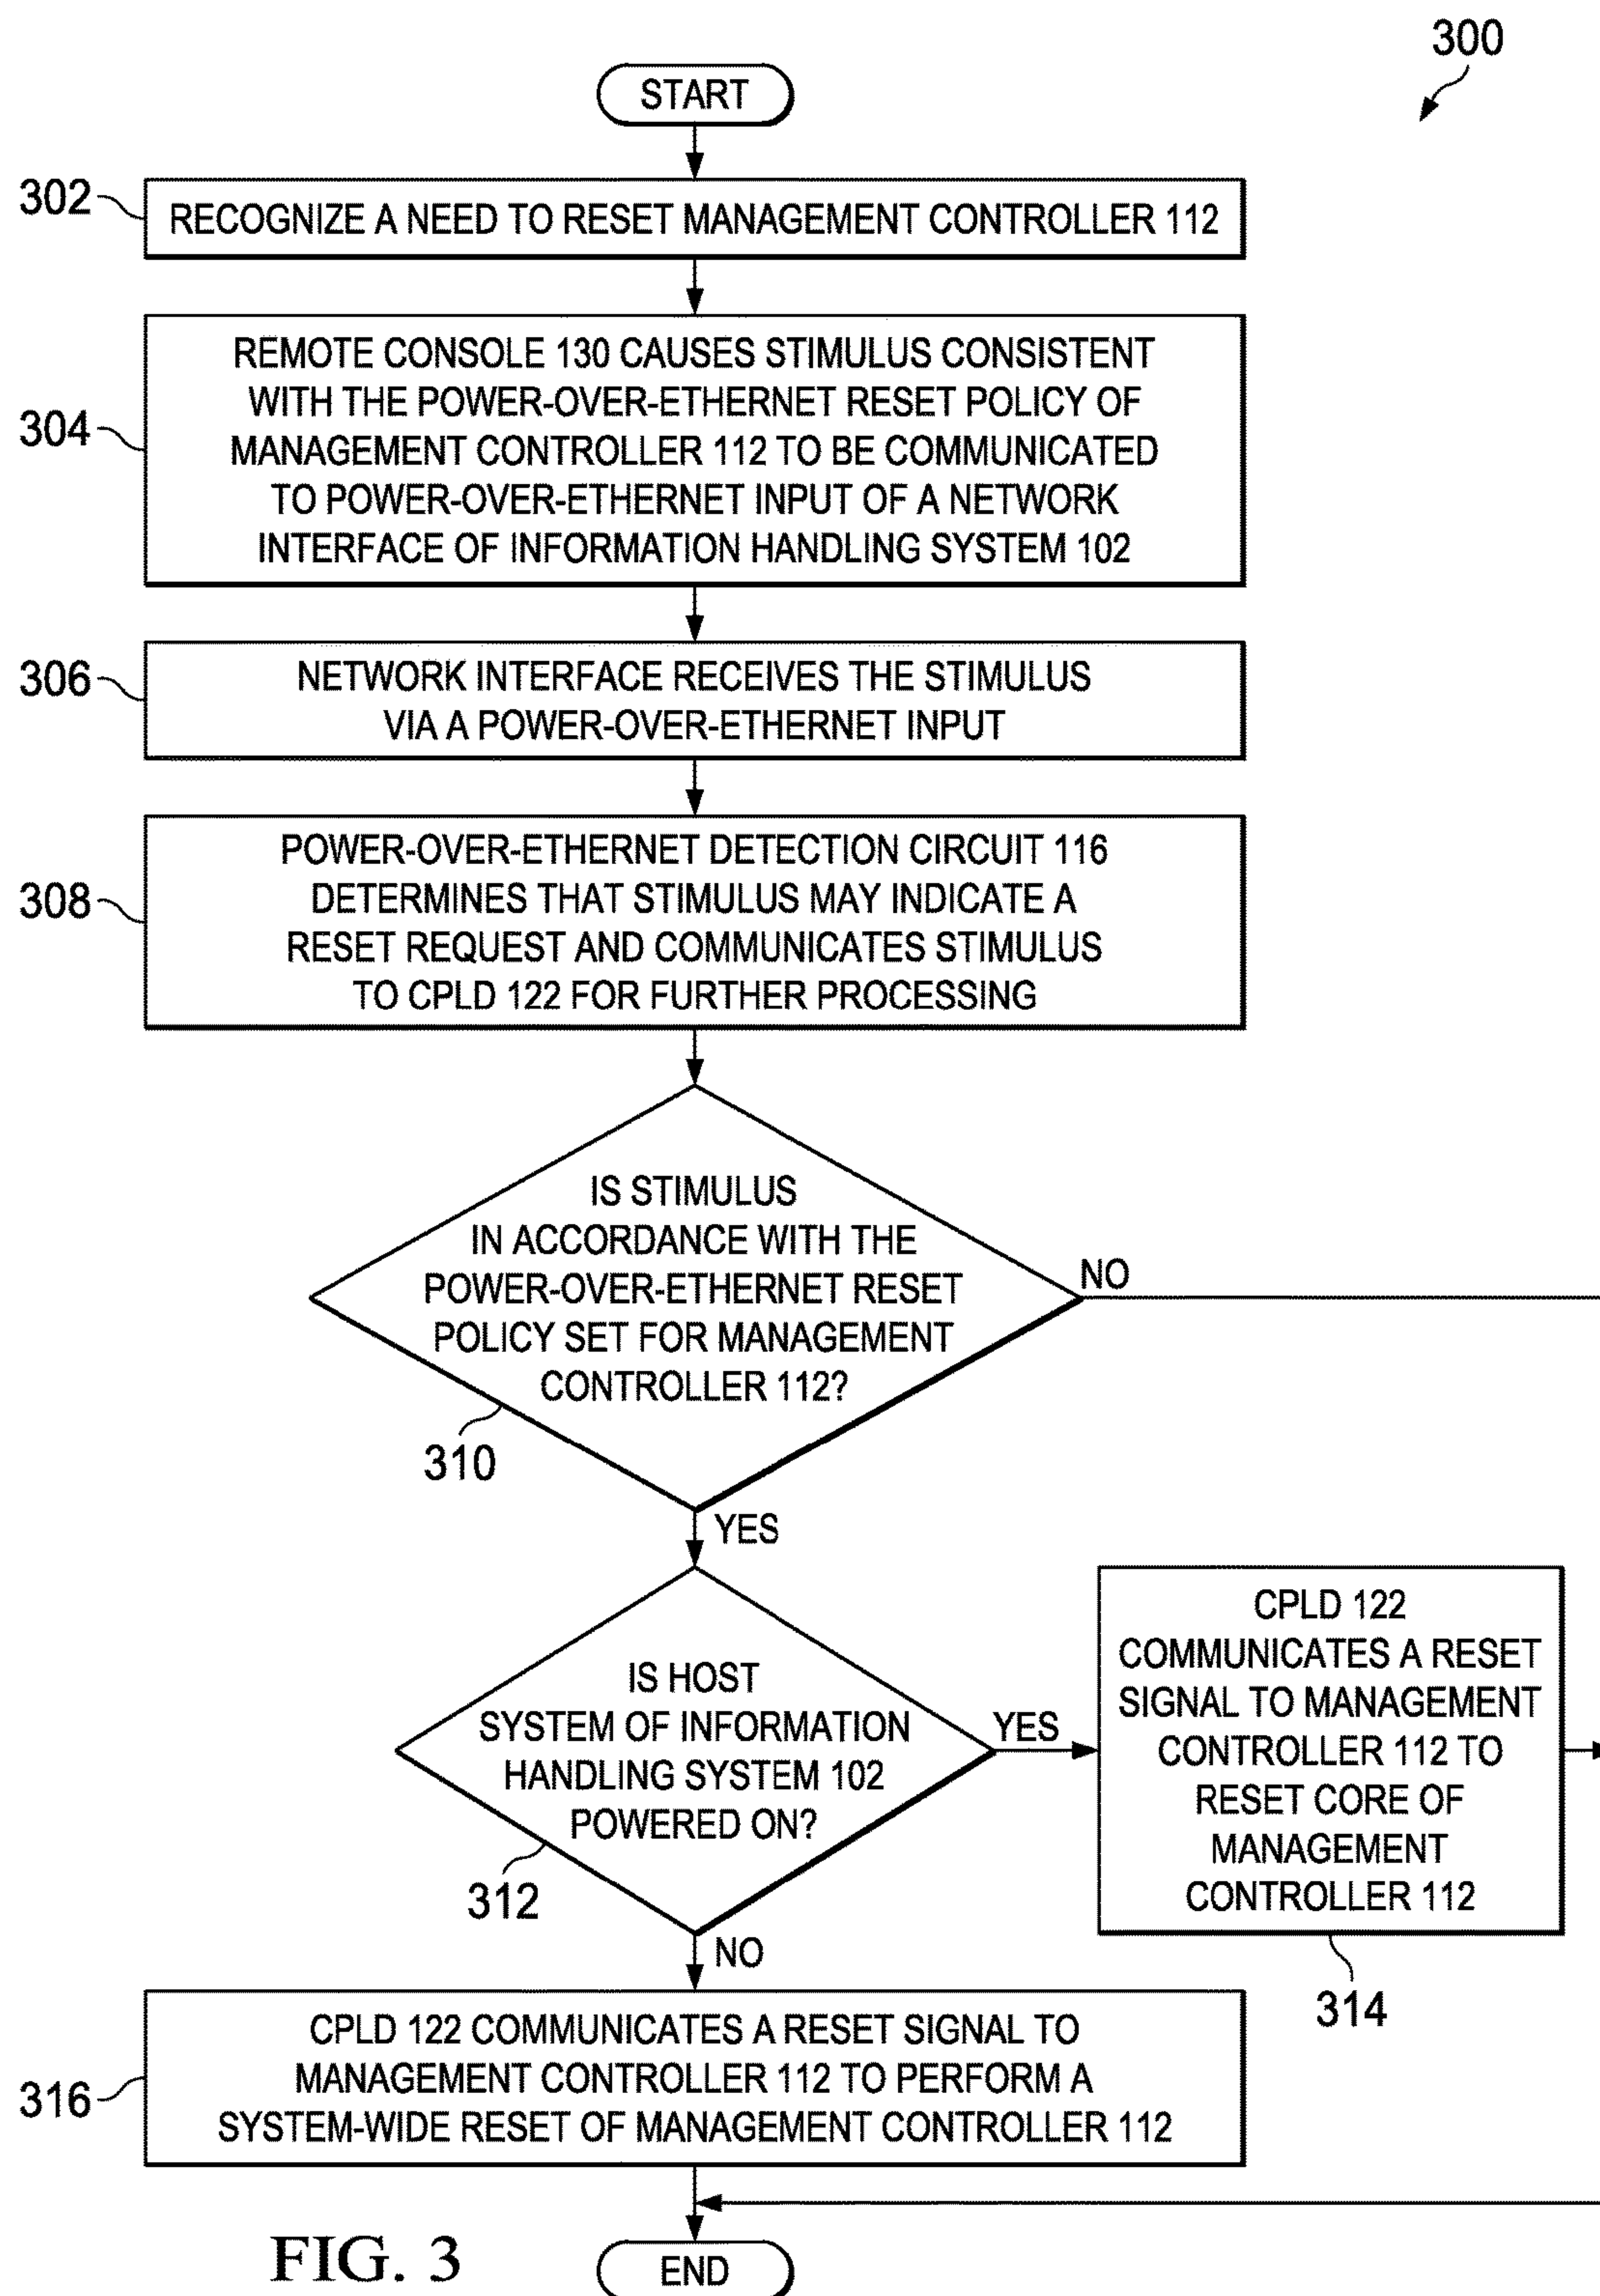 300
START
302
RECOGNIZE A NEED TO RESET MANAGEMENT CONTROLLER 112
304
REMOTE CONSOLE 130 CAUSES STIMULUS CONSISTENT
WITH THE POWER-OVER-ETHERNET RESET POLICY OF
MANAGEMENT CONTROLLER 112 TO BE COMMUNICATED
TO POWER-OVER-ETHERNET INPUT OF A NETWORK
INTERFACE OF INFORMATION HANDLING SYSTEM 102
306
NETWORK INTERFACE RECEIVES THE STIMULUS
VIA A POWER-OVER-ETHERNET INPUT
308
POWER-OVER-ETHERNET DETECTION CIRCUIT 116
DETERMINES THAT STIMULUS MAY INDICATE A
RESET REQUEST AND COMMUNICATES STIMULUS
TO CPLD 122 FOR FURTHER PROCESSING
IS STIMULUS
IN ACCORDANCE WITH THE
POWER-OVER-ETHERNET RESET
POLICY SET FOR MANAGEMENT
CONTROLLER 112?
NO
310
YES
IS HOST
SYSTEM OF INFORMATION
HANDLING SYSTEM 102
POWERED ON?
YES
312
NO
CPLD 122
COMMUNICATES A RESET
SIGNAL TO MANAGEMENT
CONTROLLER 112 TO
RESET CORE OF
MANAGEMENT
CONTROLLER 112
314
316
CPLD 122 COMMUNICATES A RESET SIGNAL TO
MANAGEMENT CONTROLLER 112 TO PERFORM A
SYSTEM-WIDE RESET OF MANAGEMENT CONTROLLER 112
FIG. 3
END